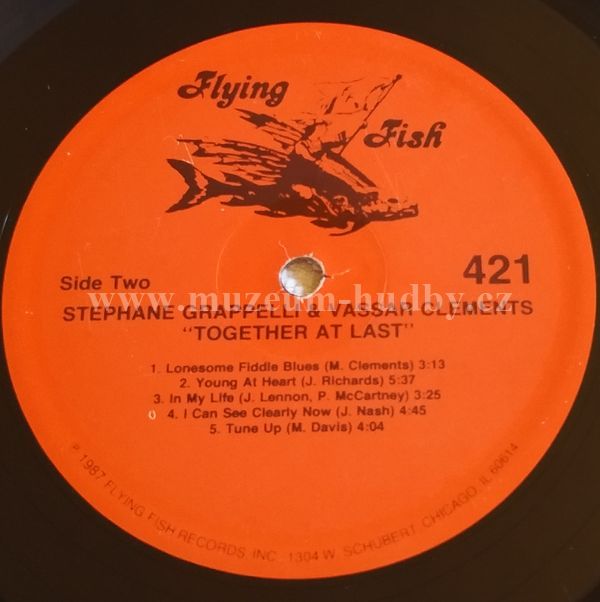 Flying
Fish
Side Two
421
www.muzeum-hudby.cz
STEPHANE GRAPPELLI & VASSAR CLEMENTS
"TOGETHER AT LAST"
1. Lonesome Fiddle Blues (M. Clements) 3:13
2. Young At Heart (J. Richards) 5:37
3. In My Life (J. Lennon, P. McCartney) 3:25
4. I Can See Clearly Now (J. Nash) 4:45
5. Tune Up (M. Davis) 4:04
℗ 1987 FLYING FISH RECORDS, INC. 1304 W. SCHUBERT, CHICAGO, IL 60614